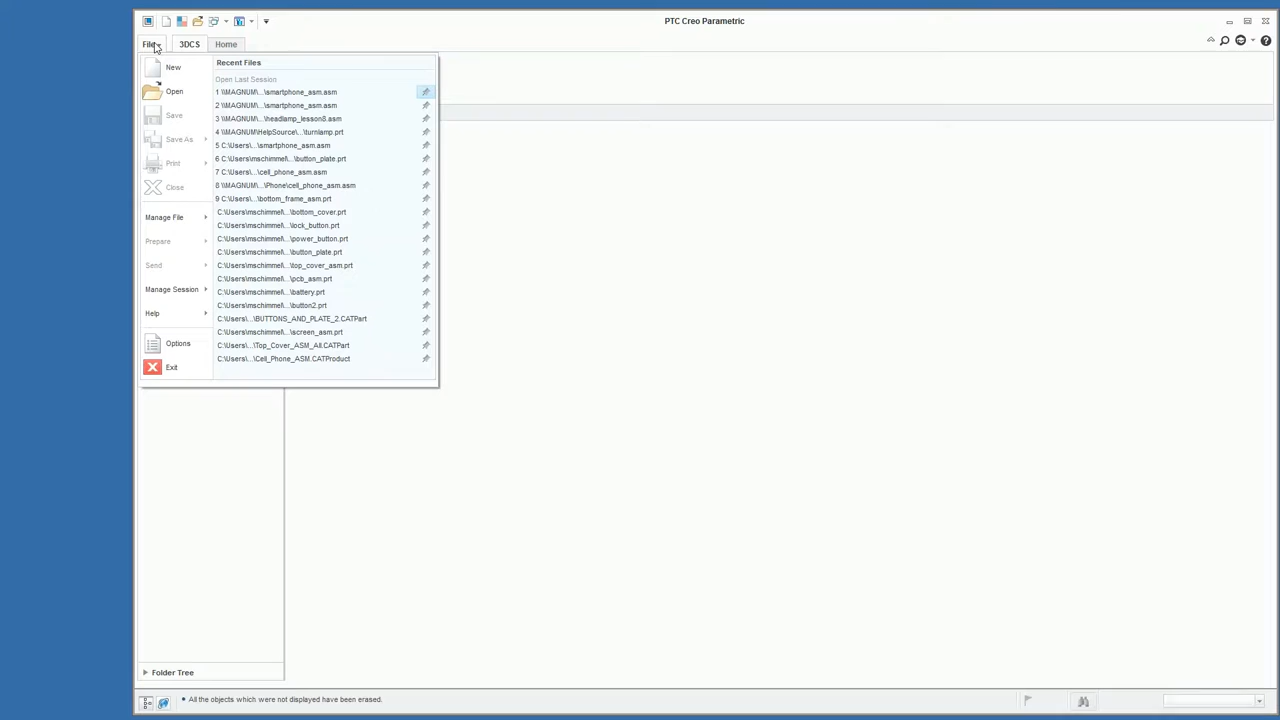 PTC Creo Parametric
File
3DCS
Home
New
Open
Save
Save As
Print
Close
Manage File
Prepare
Send
Manage Session
Help
Options
Exit
Recent Files
Open Last Session
1 \\MAGNUM\...\smartphone_asm.asm
2 \\MAGNUM\...\smartphone_asm.asm
3 \\MAGNUM\...\headlamp_lesson8.asm
4 \\MAGNUM\HelpSource\...\turnlamp.prt
5 C:\Users\...\smartphone_asm.asm
6 C:\Users\mschimmel\...\button_plate.prt
7 C:\Users\...\cell_phone_asm.asm
8 \\MAGNUM\...\Phone\cell_phone_asm.asm
9 C:\Users\...\bottom_frame_asm.prt
C:\Users\mschimmel\...\bottom_cover.prt
C:\Users\mschimmel\...\lock_button.prt
C:\Users\mschimmel\...\power_button.prt
C:\Users\mschimmel\...\button_plate.prt
C:\Users\mschimmel\...\top_cover_asm.prt
C:\Users\mschimmel\...\pcb_asm.prt
C:\Users\mschimmel\...\battery.prt
C:\Users\mschimmel\...\button2.prt
C:\Users\...\BUTTONS_AND_PLATE_2.CATPart
C:\Users\mschimmel\...\screen_asm.prt
C:\Users\...\Top_Cover_ASM_All.CATPart
C:\Users\...\Cell_Phone_ASM.CATProduct
Folder Tree
• All the objects which were not displayed have been erased.